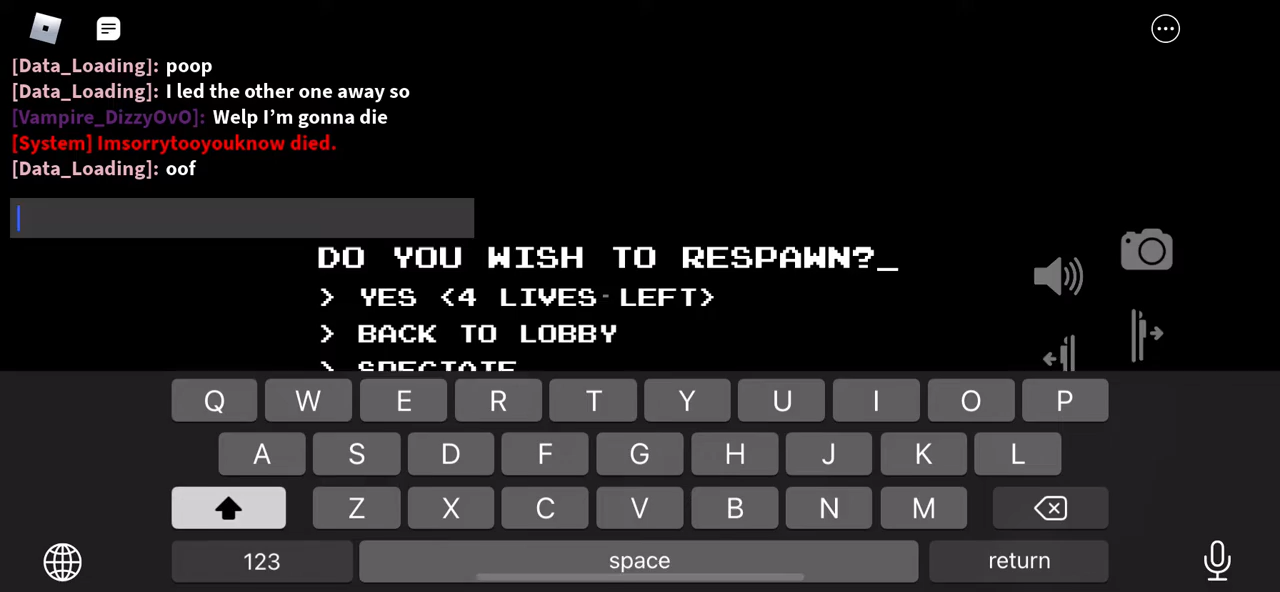 [Data_Loading]: poop
[Data_Loading]: I led the other one away so
[Vampire_DizzyOvO]: Welp I’m gonna die
[System] Imsorrytooyouknow died.
[Data_Loading]: oof
DO YOU WISH TO RESPAWN?_
> YES <4 LIVES LEFT>
> BACK TO LOBBY
> SPECTATE
Q W E R T Y U I O P
A S D F G H J K L
Z X C V B N M
123 space return